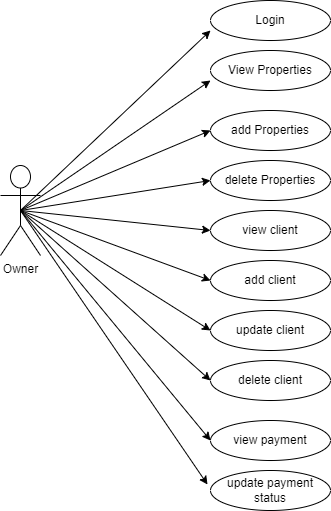 Login
View Properties
add Properties
delete Properties
view client
Owner
add client
update client
delete client
view payment
update payment
status